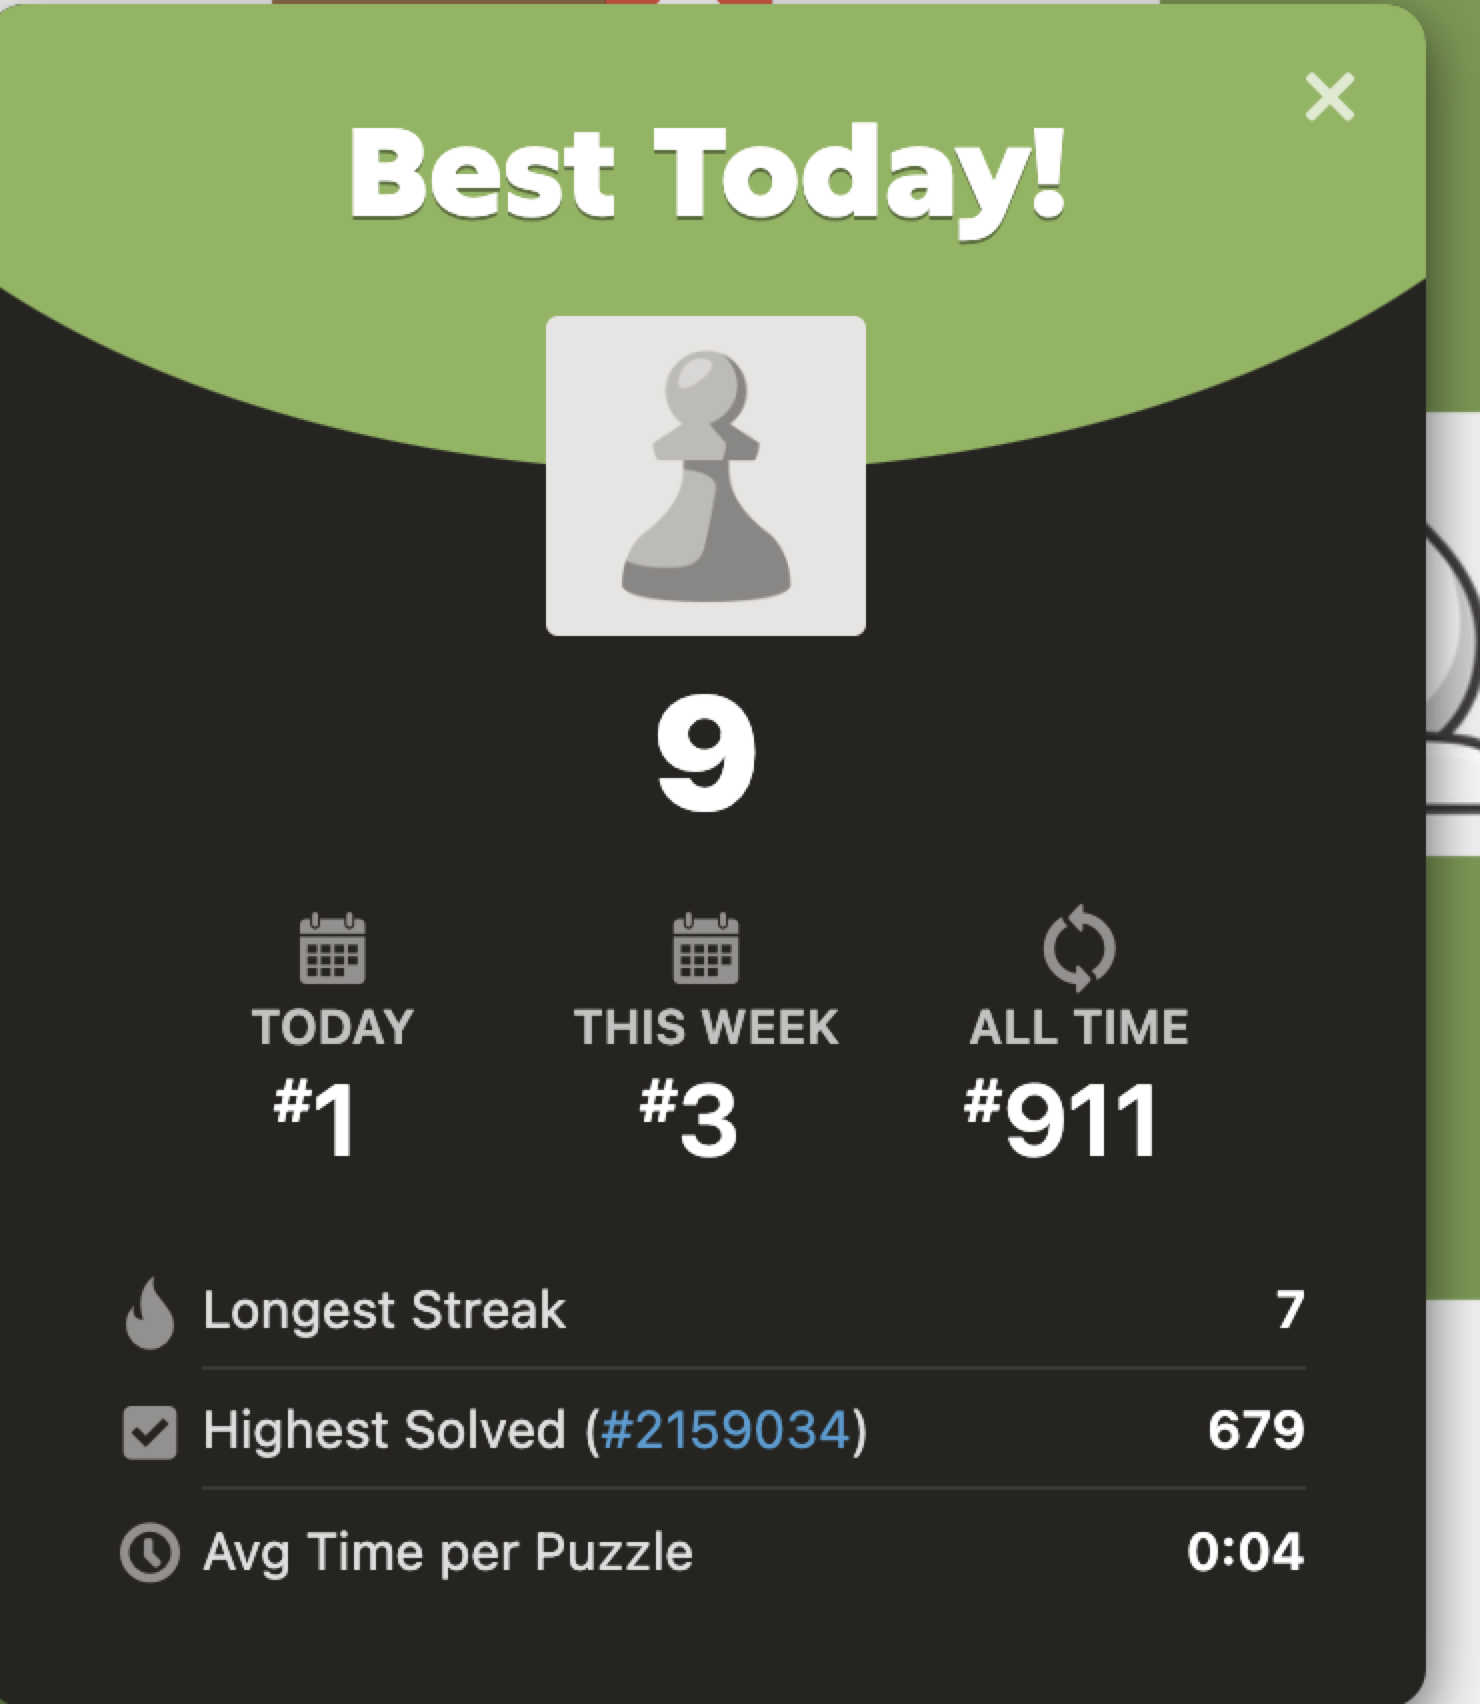 Best Today!
9
TODAY
#1
THIS WEEK
#3
ALL TIME
#911
Longest Streak 7
Highest Solved (#2159034) 679
Avg Time per Puzzle 0:04